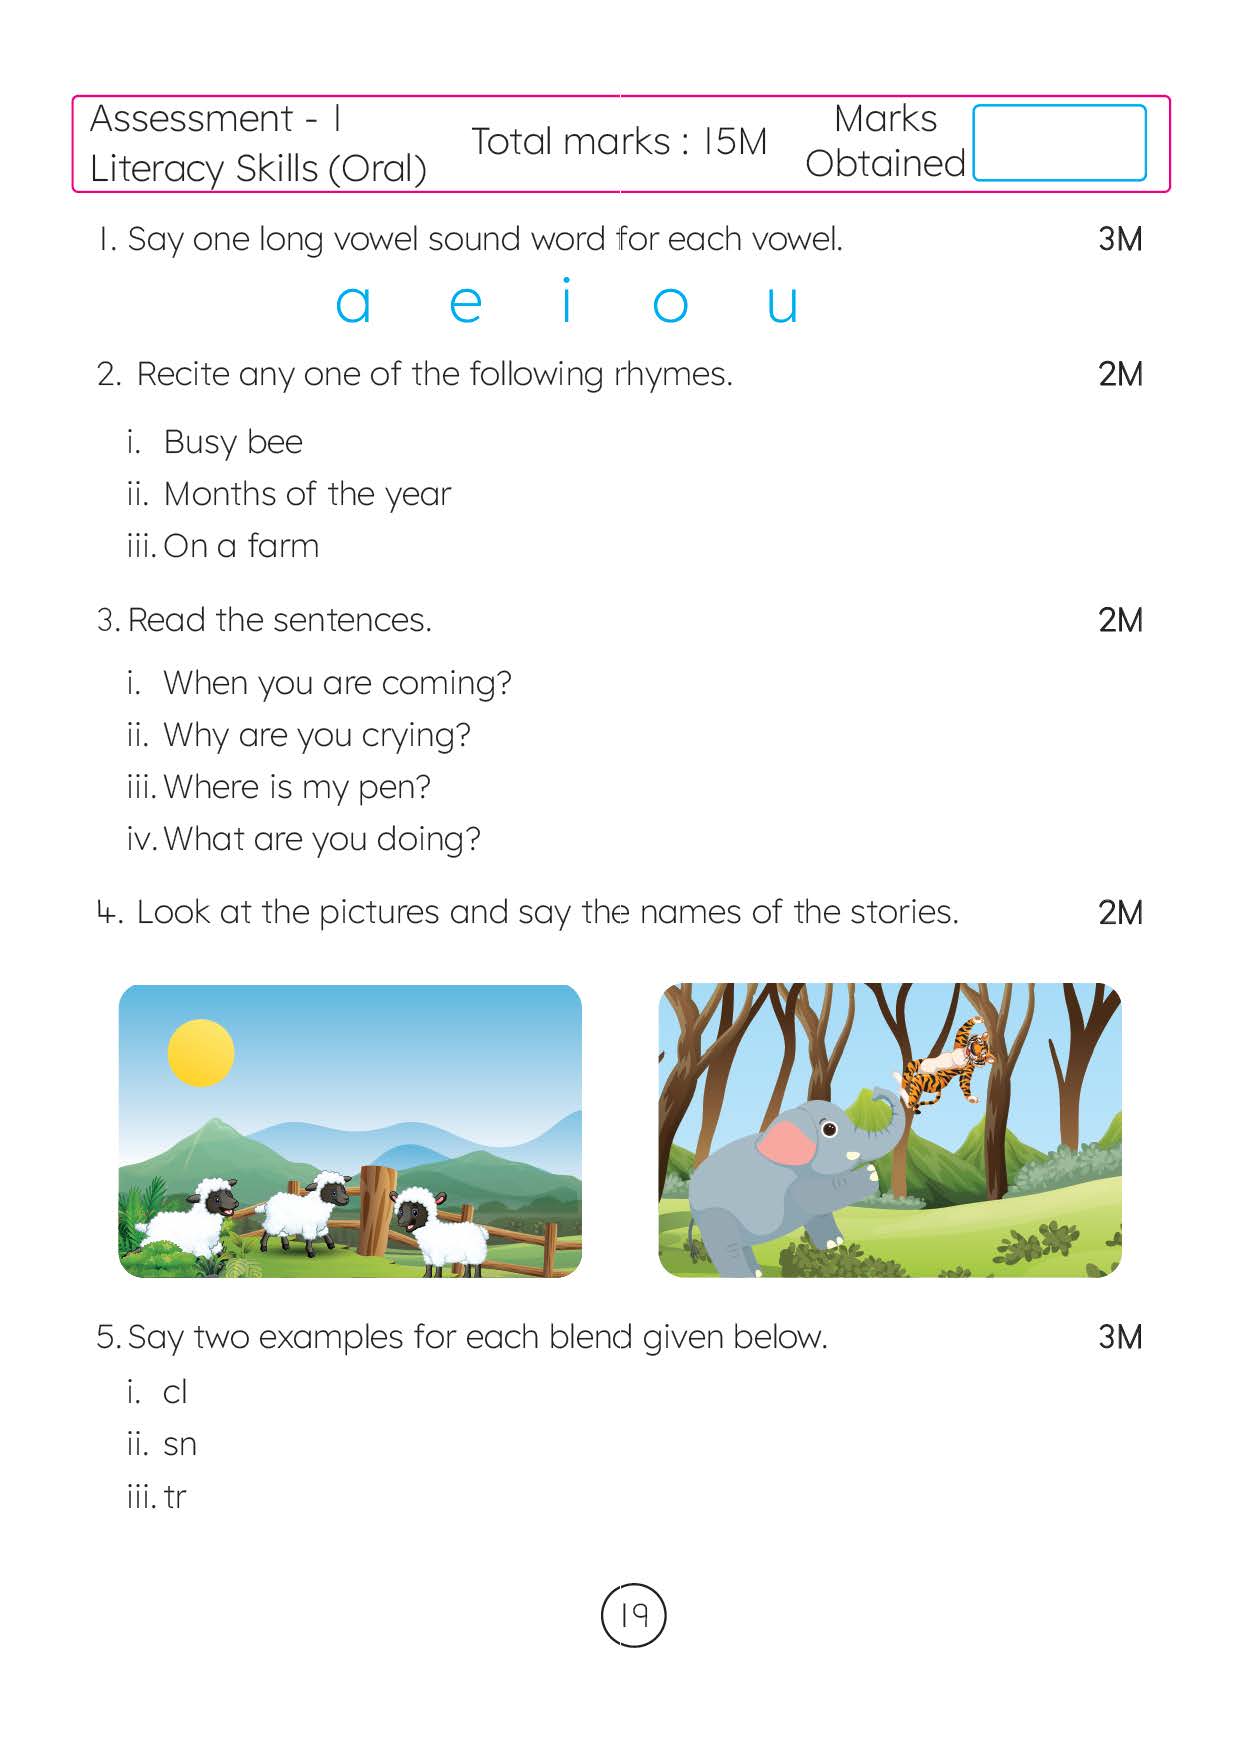 Assessment - 1
Literacy Skills (Oral)
Total marks : 15M
Marks
Obtained
1. Say one long vowel sound word for each vowel. 3M
a e i o u
2. Recite any one of the following rhymes. 2M
i. Busy bee
ii. Months of the year
iii. On a farm
3. Read the sentences. 2M
i. When you are coming?
ii. Why are you crying?
iii. Where is my pen?
iv. What are you doing?
4. Look at the pictures and say the names of the stories. 2M
5. Say two examples for each blend given below. 3M
i. cl
ii. sn
iii. tr
19